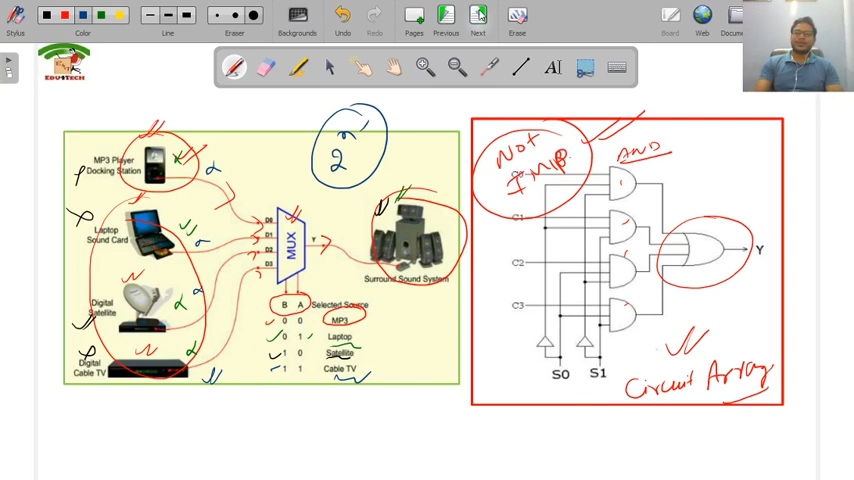 Stylus
Color
Line
Eraser
Backgrounds
Undo
Redo
Pages
Previous
Next
Erase
Board
Web
Docume
EDU4TECH
MP3 Player
Docking Station
Laptop
Sound Card
Digital
Satellite
Digital
Cable TV
2^n
D0
D1
D2
D3
MUX
Y
Surround Sound System
B A Selected Source
0 0 MP3
0 1 Laptop
1 0 Satellite
1 1 Cable TV
Not
IMP.
AND
C0
C1
C2
C3
Y
S0 S1
Circuit Array